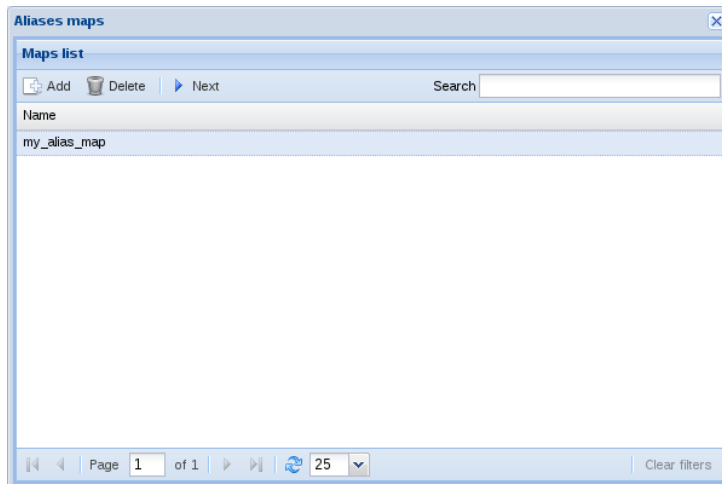 Aliases maps
Maps list
Add Delete Next Search
Name
my_alias_map
Page 1 of 1 25 Clear filters